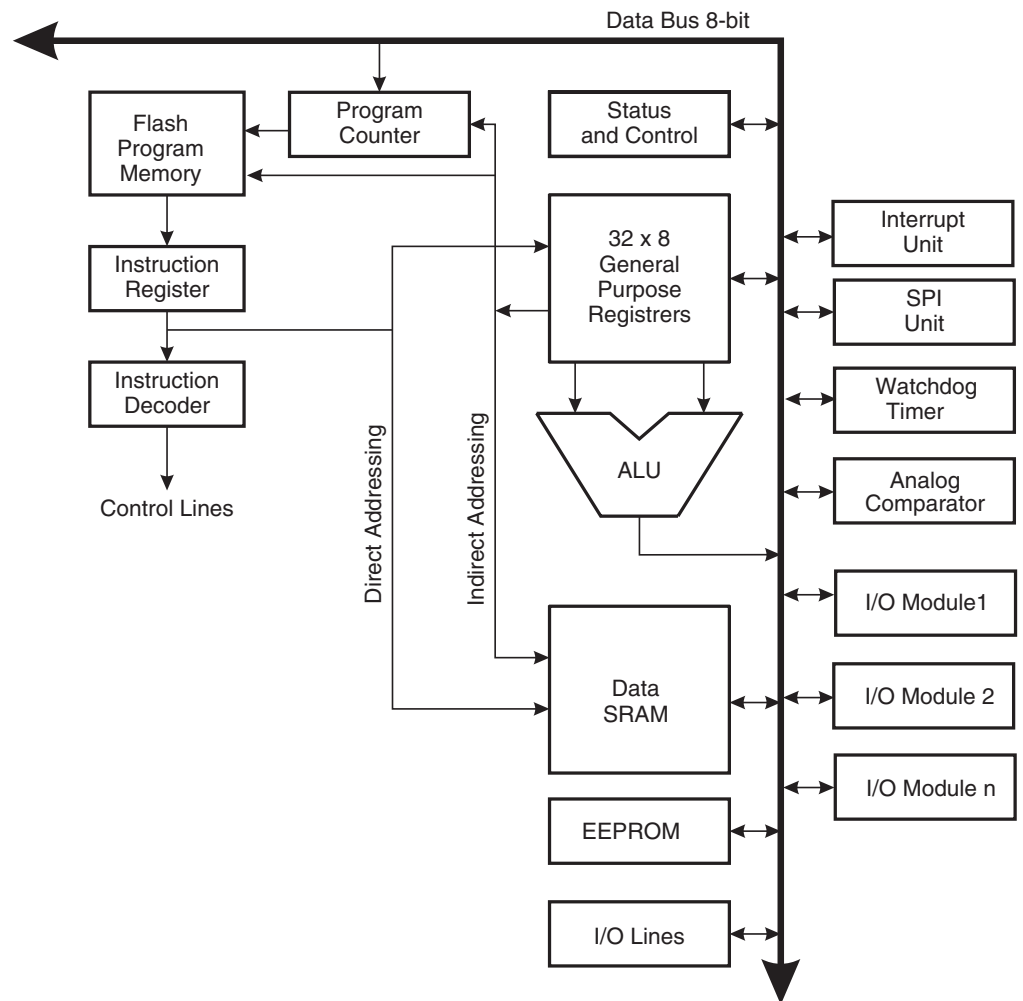 Data Bus 8-bit
Flash
Program
Memory
Program
Counter
Status
and Control
Interrupt
Unit
32 x 8
General
Purpose
Registrers
Instruction
Register
SPI
Unit
Instruction
Decoder
Watchdog
Timer
Control Lines
Direct Addressing
Indirect Addressing
ALU
Analog
Comparator
I/O Module1
Data
SRAM
I/O Module 2
I/O Module n
EEPROM
I/O Lines